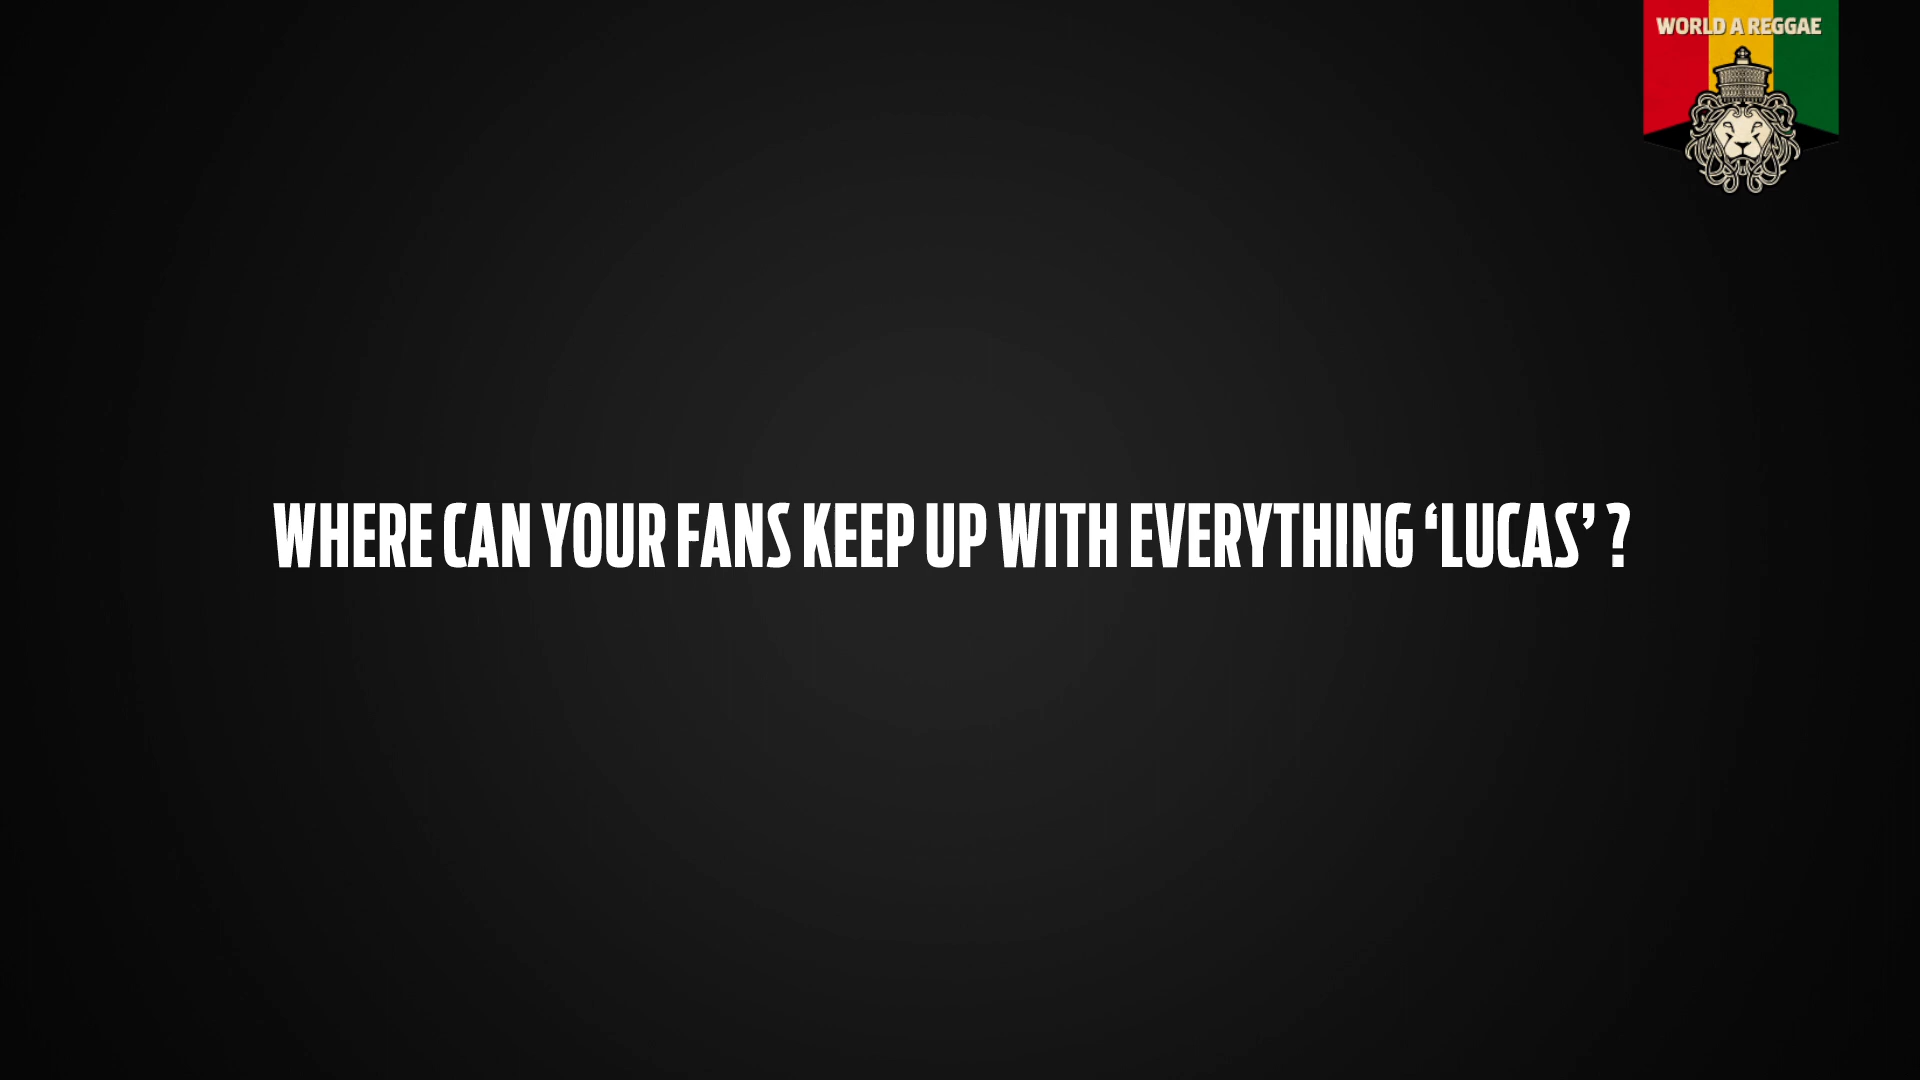 WORLD A REGGAE
WHERE CAN YOUR FANS KEEP UP WITH EVERYTHING ‘LUCAS’ ?